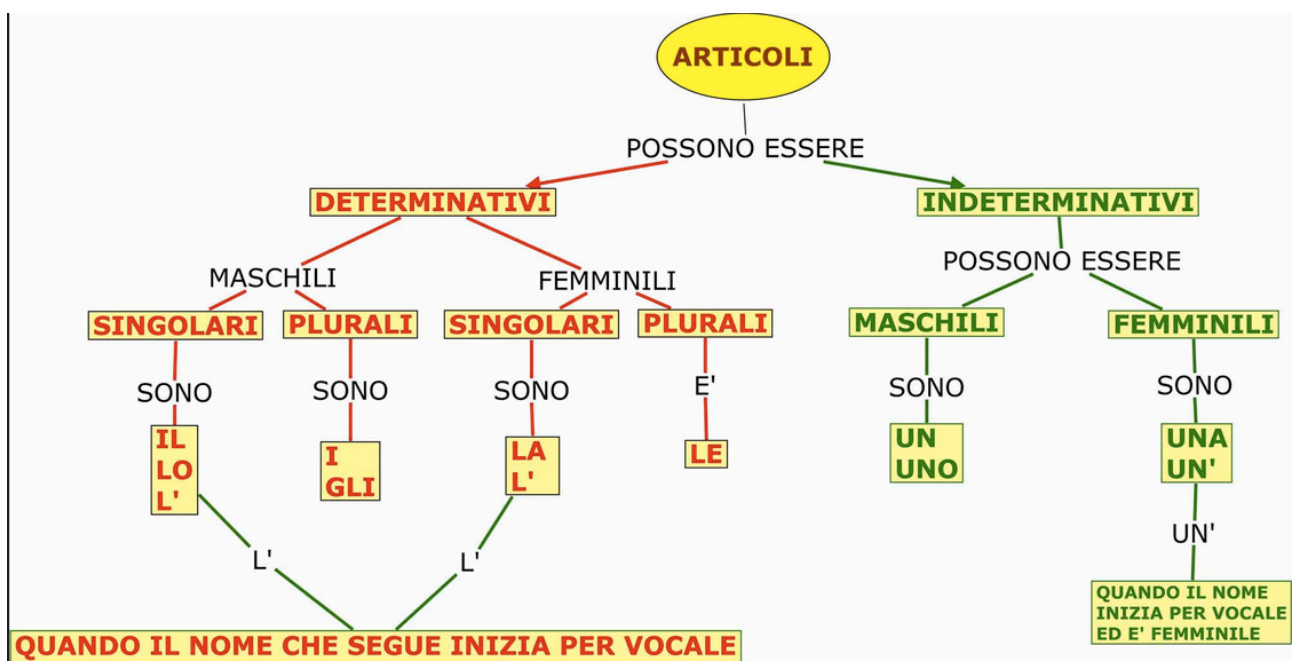 ARTICOLI
POSSONO ESSERE
DETERMINATIVI
INDETERMINATIVI
MASCHILI
FEMMINILI
POSSONO ESSERE
SINGOLARI
PLURALI
SINGOLARI
PLURALI
MASCHILI
FEMMINILI
SONO
SONO
SONO
E'
SONO
SONO
IL
LO
L'
I
GLI
LA
L'
LE
UN
UNO
UNA
UN'
L'
L'
UN'
QUANDO IL NOME CHE SEGUE INIZIA PER VOCALE
QUANDO IL NOME
INIZIA PER VOCALE
ED E' FEMMINILE